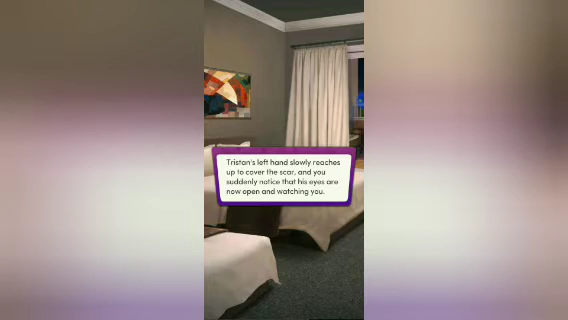 Tristan's left hand slowly reaches
up to cover the scar, and you
suddenly notice that his eyes are
now open and watching you.